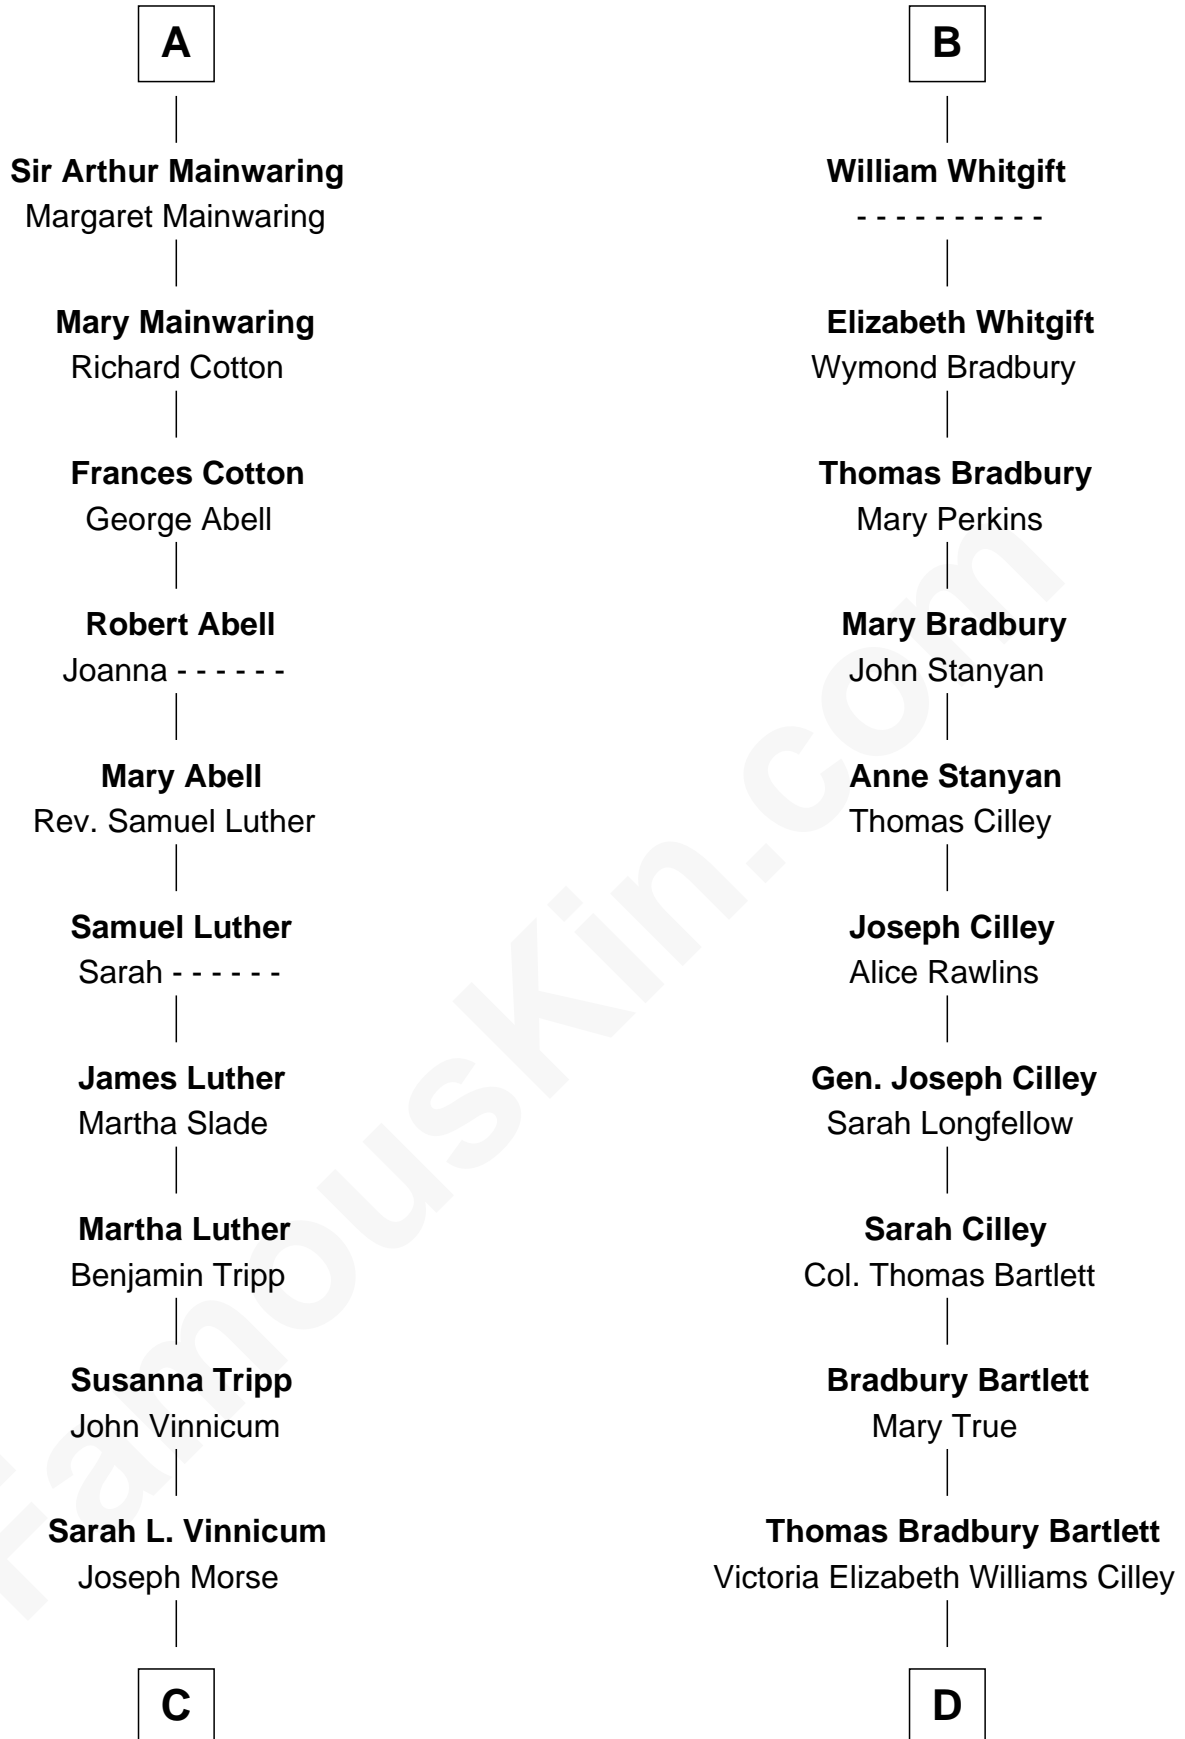 A
Sir Arthur Mainwaring
Margaret Mainwaring
Mary Mainwaring
Richard Cotton
Frances Cotton
George Abell
Robert Abell
Joanna - - - - - -
Mary Abell
Rev. Samuel Luther
Samuel Luther
Sarah - - - - - -
James Luther
Martha Slade
Martha Luther
Benjamin Tripp
Susanna Tripp
John Vinnicum
Sarah L. Vinnicum
Joseph Morse
C
B
William Whitgift
- - - - - - - - - -
Elizabeth Whitgift
Wymond Bradbury
Thomas Bradbury
Mary Perkins
Mary Bradbury
John Stanyan
Anne Stanyan
Thomas Cilley
Joseph Cilley
Alice Rawlins
Gen. Joseph Cilley
Sarah Longfellow
Sarah Cilley
Col. Thomas Bartlett
Bradbury Bartlett
Mary True
Thomas Bradbury Bartlett
Victoria Elizabeth Williams Cilley
D
FamousKin.com